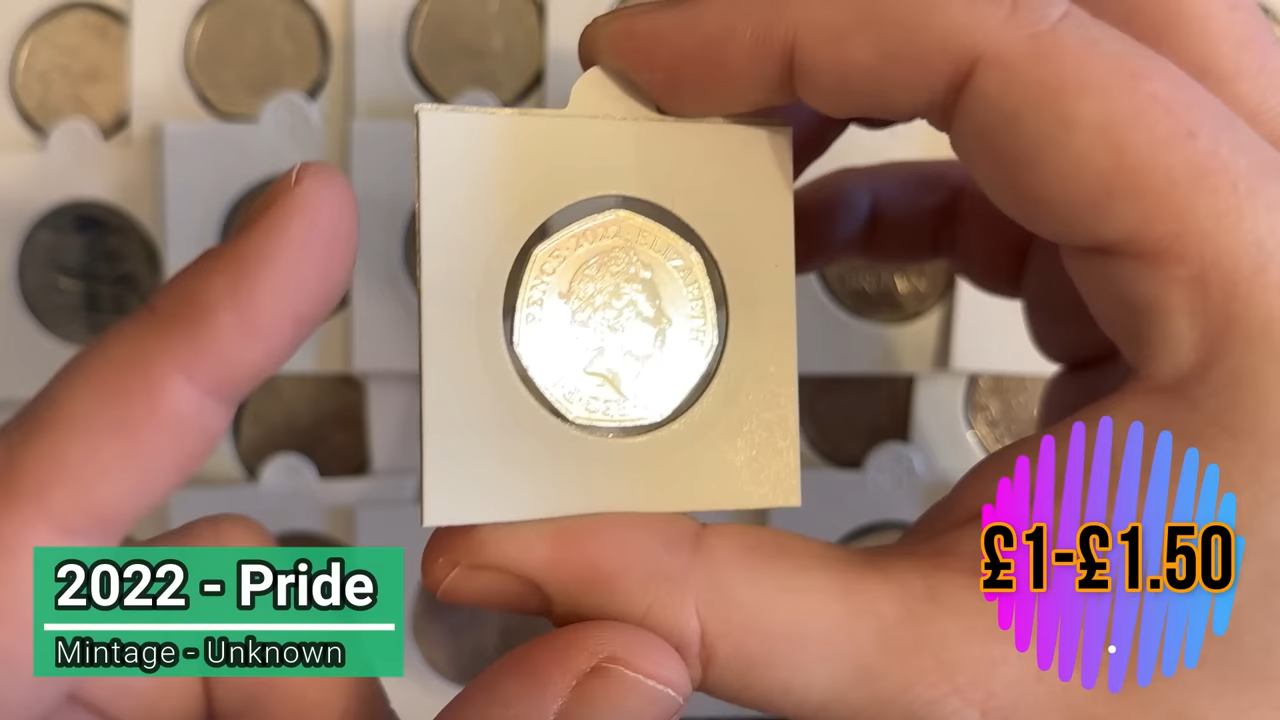 PENCE · 2022 · ELIZABETH
2022 - Pride
Mintage - Unknown
£1-£1.50